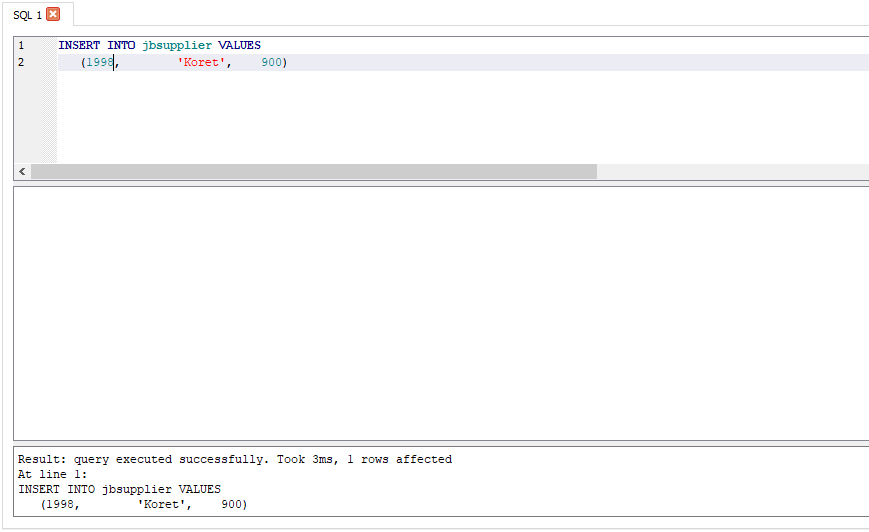 SQL 1
1 INSERT INTO jbsupplier VALUES
2 (1998, 'Koret', 900)
Result: query executed successfully. Took 3ms, 1 rows affected
At line 1:
INSERT INTO jbsupplier VALUES
(1998, 'Koret', 900)